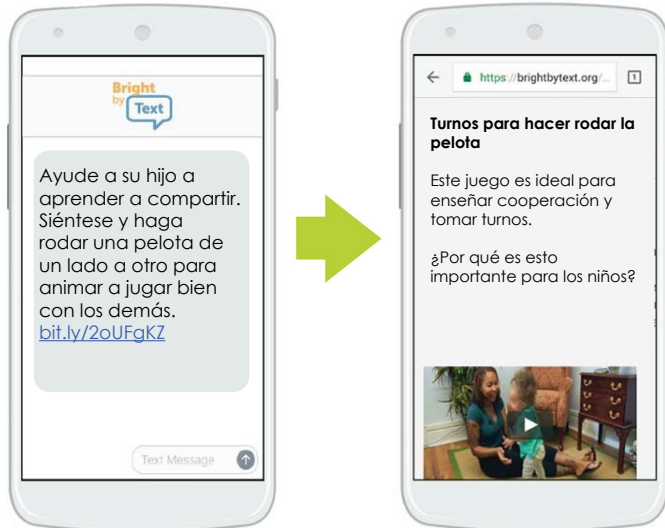 Bright
by
Text
Ayude a su hijo a
aprender a compartir.
Siéntese y haga
rodar una pelota de
un lado a otro para
animar a jugar bien
con los demás.
bit.ly/2oUFgKZ
Text Message
https://brightbytext.org/...
1
Turnos para hacer rodar la
pelota
Este juego es ideal para
enseñar cooperación y
tomar turnos.
¿Por qué es esto
importante para los niños?